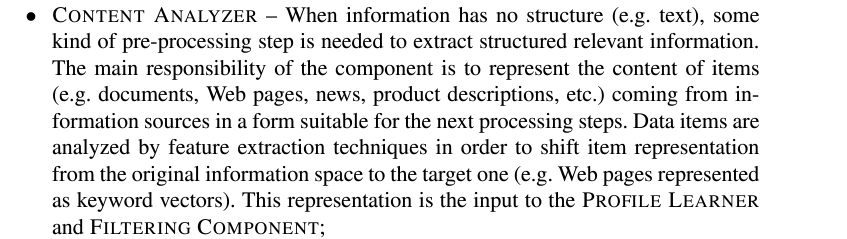 • CONTENT ANALYZER – When information has no structure (e.g. text), some
kind of pre-processing step is needed to extract structured relevant information.
The main responsibility of the component is to represent the content of items
(e.g. documents, Web pages, news, product descriptions, etc.) coming from in-
formation sources in a form suitable for the next processing steps. Data items are
analyzed by feature extraction techniques in order to shift item representation
from the original information space to the target one (e.g. Web pages represented
as keyword vectors). This representation is the input to the PROFILE LEARNER
and FILTERING COMPONENT;